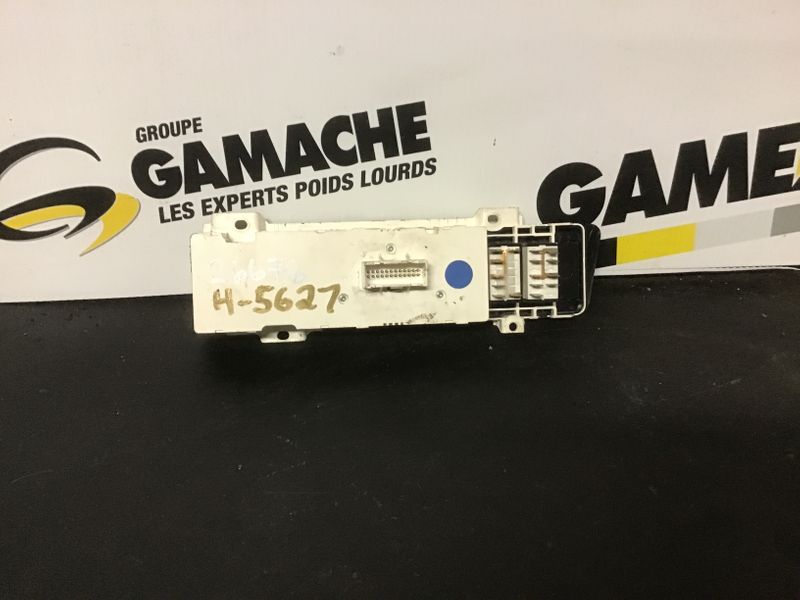 GROUPE
GAMACHE
LES EXPERTS POIDS LOURDS
GAME
H-5627